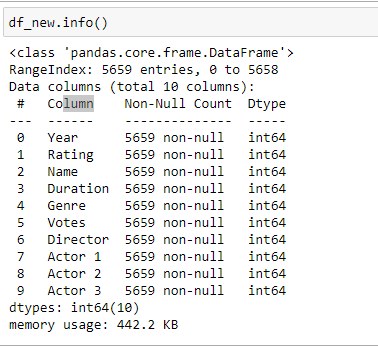 df_new.info()
<class 'pandas.core.frame.DataFrame'>
RangeIndex: 5659 entries, 0 to 5658
Data columns (total 10 columns):
 #   Column    Non-Null Count  Dtype
---  ------    --------------  -----
 0   Year      5659 non-null   int64
 1   Rating    5659 non-null   int64
 2   Name      5659 non-null   int64
 3   Duration  5659 non-null   int64
 4   Genre     5659 non-null   int64
 5   Votes     5659 non-null   int64
 6   Director  5659 non-null   int64
 7   Actor 1   5659 non-null   int64
 8   Actor 2   5659 non-null   int64
 9   Actor 3   5659 non-null   int64
dtypes: int64(10)
memory usage: 442.2 KB